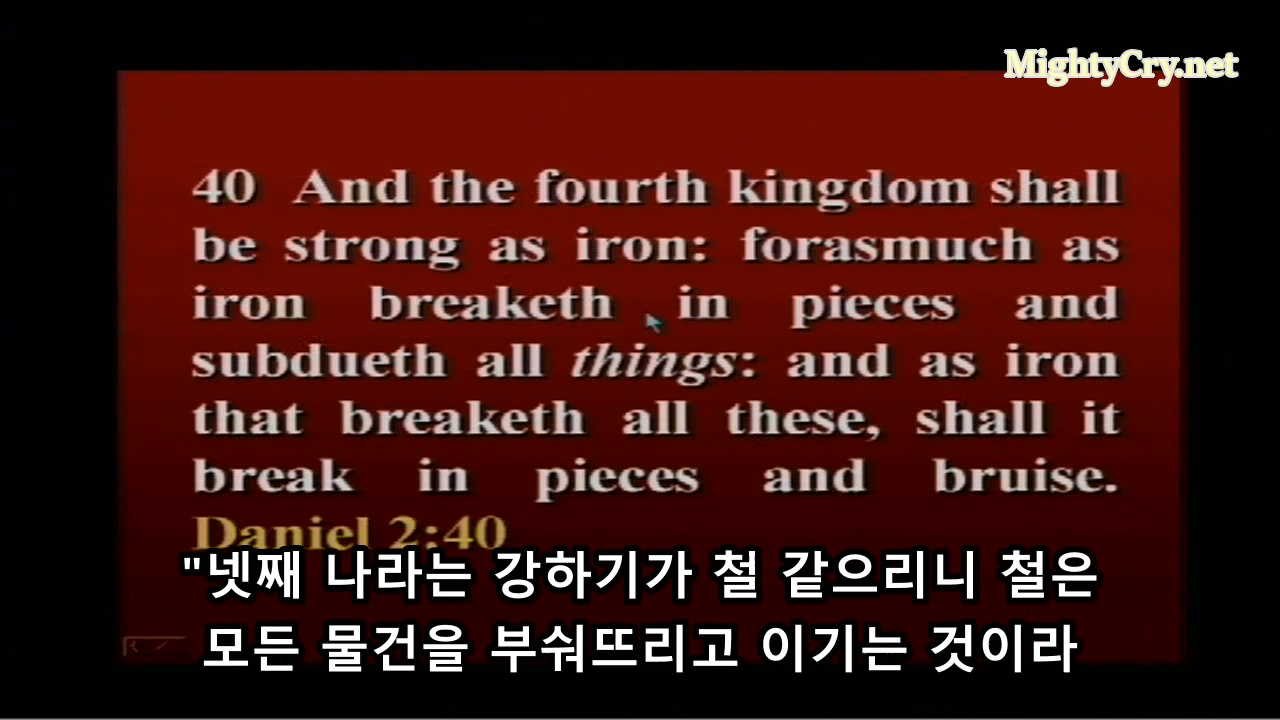 MightyCry.net
40 And the fourth kingdom shall
be strong as iron: forasmuch as
iron breaketh in pieces and
subdueth all things: and as iron
that breaketh all these, shall it
break in pieces and bruise.
Daniel 2:40
"넷째 나라는 강하기가 철 같으리니 철은
모든 물건을 부숴뜨리고 이기는 것이라